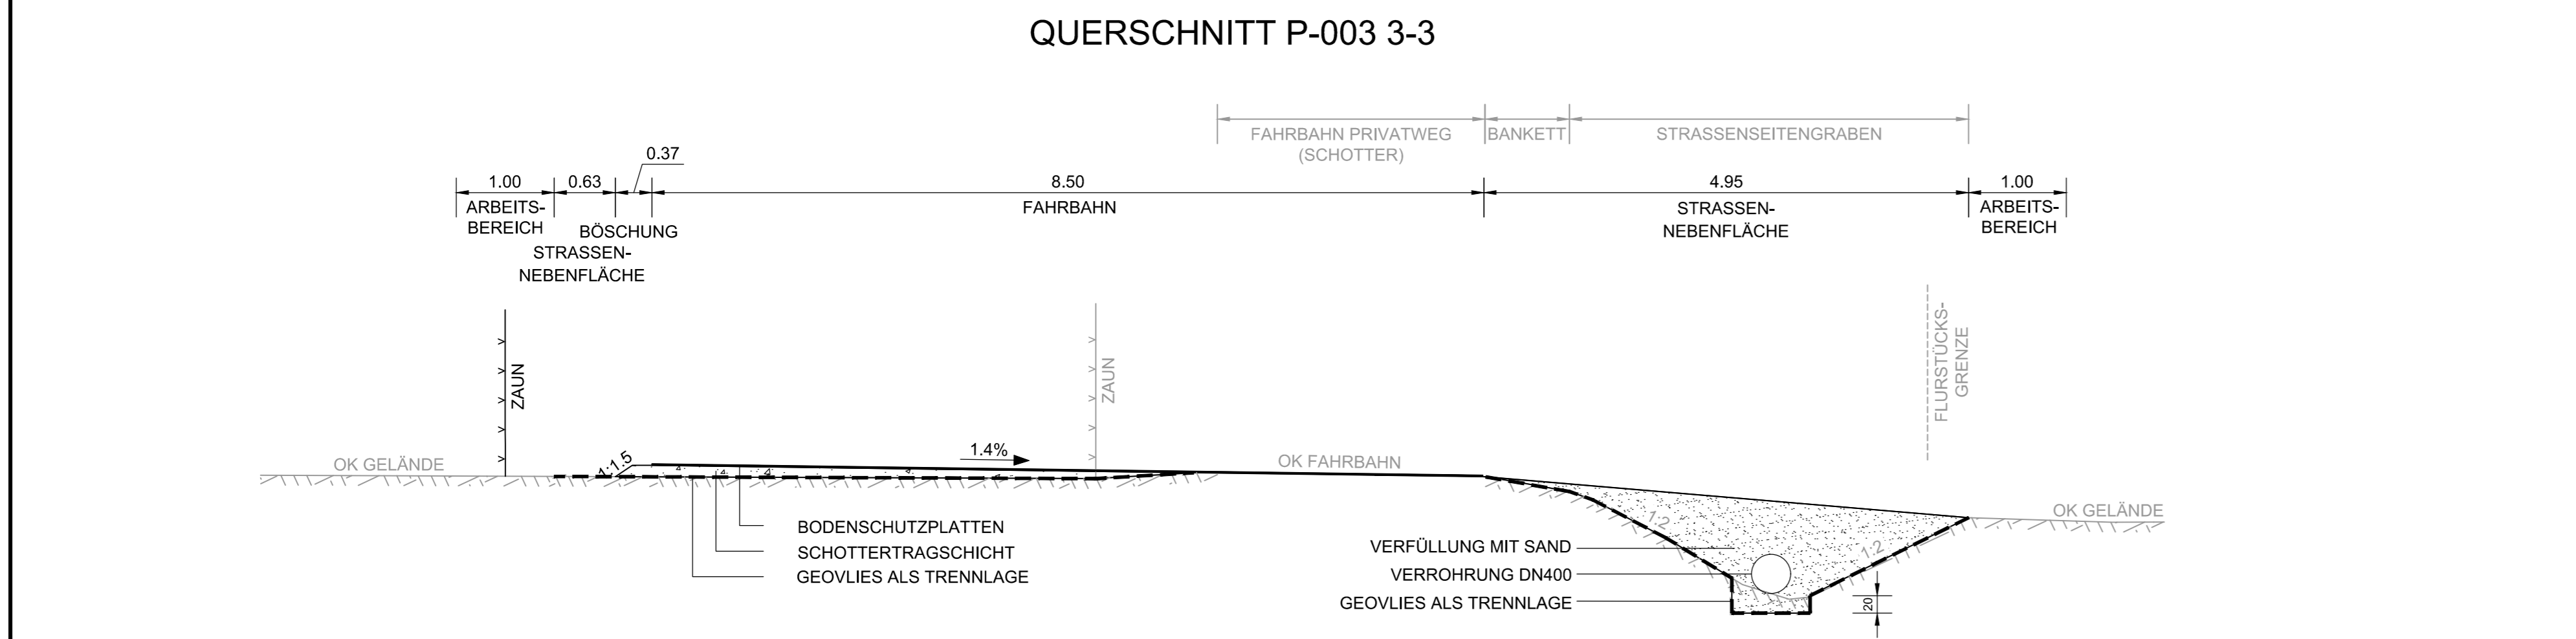 QUERSCHNITT P-003 3-3
FAHRBAHN PRIVATWEG
(SCHOTTER)
BANKETT
STRASSENSEITENGRABEN
0.37
1.00
0.63
8.50
4.95
1.00
ARBEITS-
BEREICH
BÖSCHUNG
STRASSEN-
NEBENFLÄCHE
FAHRBAHN
STRASSEN-
NEBENFLÄCHE
ARBEITS-
BEREICH
ZAUN
ZAUN
FLURSTÜCKS-
GRENZE
OK GELÄNDE
1:1.5
1.4%
OK FAHRBAHN
OK GELÄNDE
1:2
1:2
BODENSCHUTZPLATTEN
SCHOTTERTRAGSCHICHT
GEOVLIES ALS TRENNLAGE
VERFÜLLUNG MIT SAND
VERROHRUNG DN400
GEOVLIES ALS TRENNLAGE
20